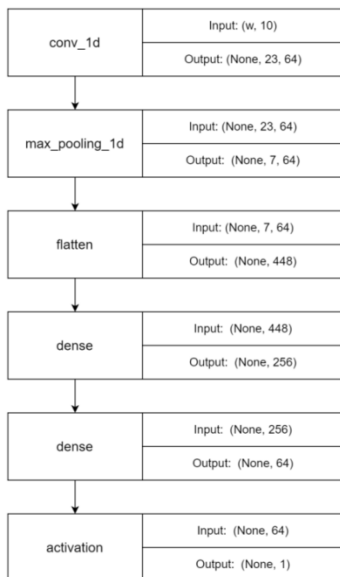 conv_1d
Input: (w, 10)
Output: (None, 23, 64)
max_pooling_1d
Input: (None, 23, 64)
Output: (None, 7, 64)
flatten
Input: (None, 7, 64)
Output: (None, 448)
dense
Input: (None, 448)
Output: (None, 256)
dense
Input: (None, 256)
Output: (None, 64)
activation
Input: (None, 64)
Output: (None, 1)